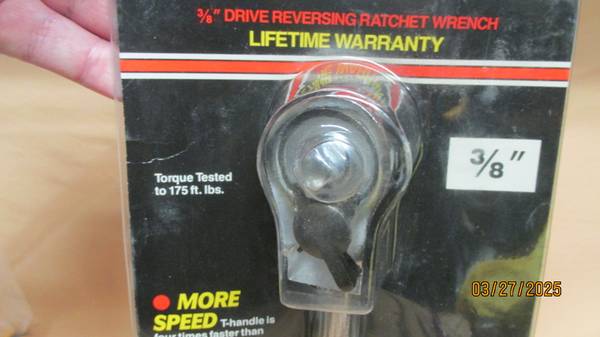 3/8" DRIVE REVERSING RATCHET WRENCH
LIFETIME WARRANTY
3/8"
Torque Tested
to 175 ft. lbs.
MORE
SPEED T-handle is
four times faster than
03/27/2025